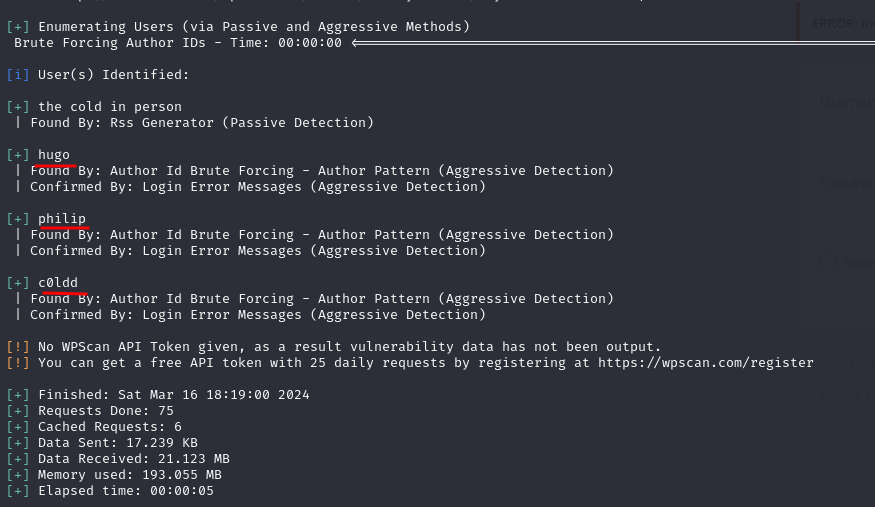 [+] Enumerating Users (via Passive and Aggressive Methods)
Brute Forcing Author IDs - Time: 00:00:00 <==========
[i] User(s) Identified:
[+] the cold in person
| Found By: Rss Generator (Passive Detection)
[+] hugo
| Found By: Author Id Brute Forcing - Author Pattern (Aggressive Detection)
| Confirmed By: Login Error Messages (Aggressive Detection)
[+] philip
| Found By: Author Id Brute Forcing - Author Pattern (Aggressive Detection)
| Confirmed By: Login Error Messages (Aggressive Detection)
[+] c0ldd
| Found By: Author Id Brute Forcing - Author Pattern (Aggressive Detection)
| Confirmed By: Login Error Messages (Aggressive Detection)
[!] No WPScan API Token given, as a result vulnerability data has not been output.
[!] You can get a free API token with 25 daily requests by registering at https://wpscan.com/register
[+] Finished: Sat Mar 16 18:19:00 2024
[+] Requests Done: 75
[+] Cached Requests: 6
[+] Data Sent: 17.239 KB
[+] Data Received: 21.123 MB
[+] Memory used: 193.055 MB
[+] Elapsed time: 00:00:05
ERROR: